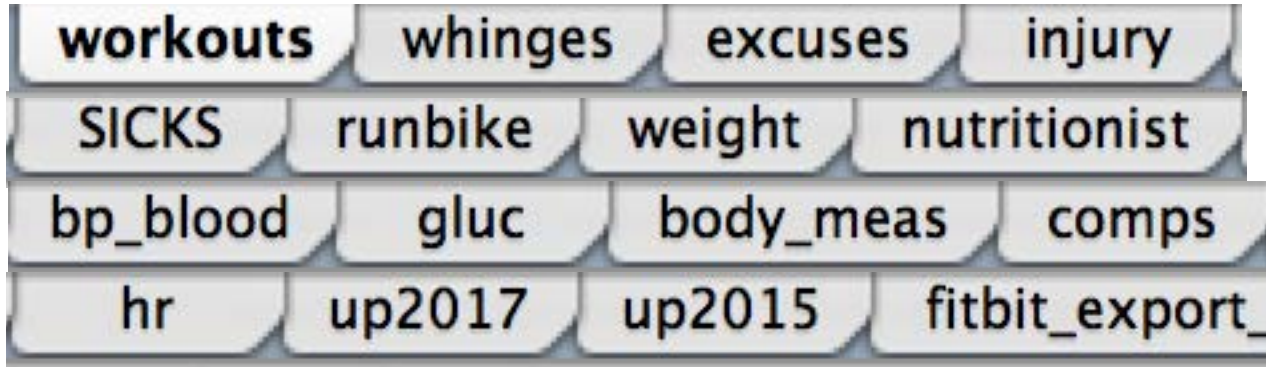 workouts whinges excuses injury
SICKS runbike weight nutritionist
bp_blood gluc body_meas comps
hr up2017 up2015 fitbit_export_